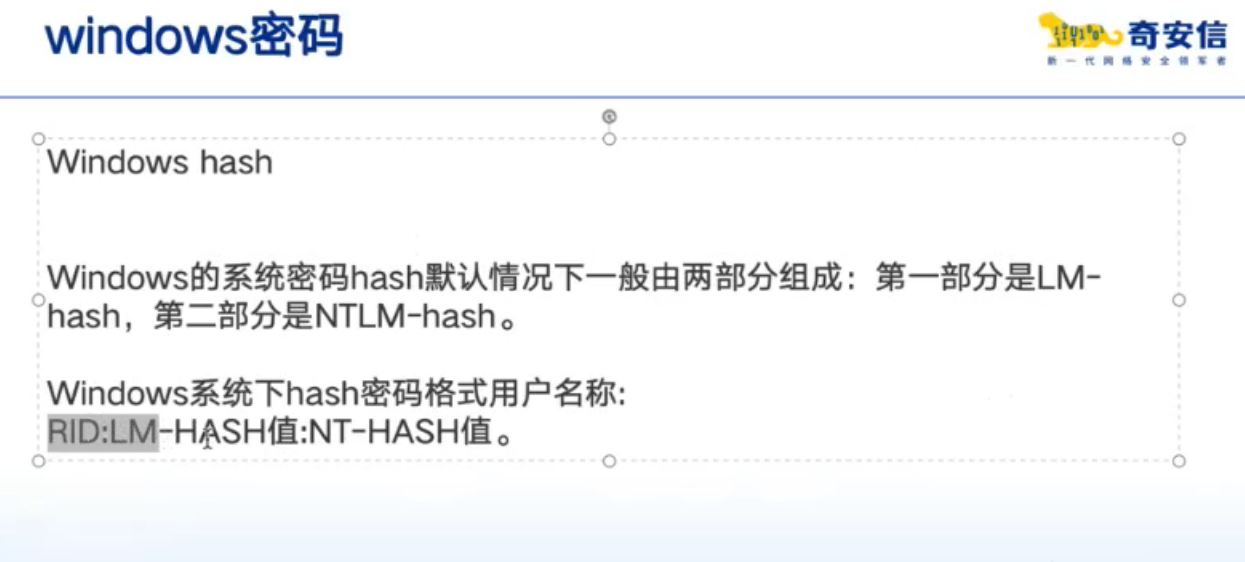 windows密码
奇安信
新一代网络安全领军者
Windows hash
Windows的系统密码hash默认情况下一般由两部分组成：第一部分是LM-
hash，第二部分是NTLM-hash。
Windows系统下hash密码格式用户名称:
RID:LM-HASH值:NT-HASH值。